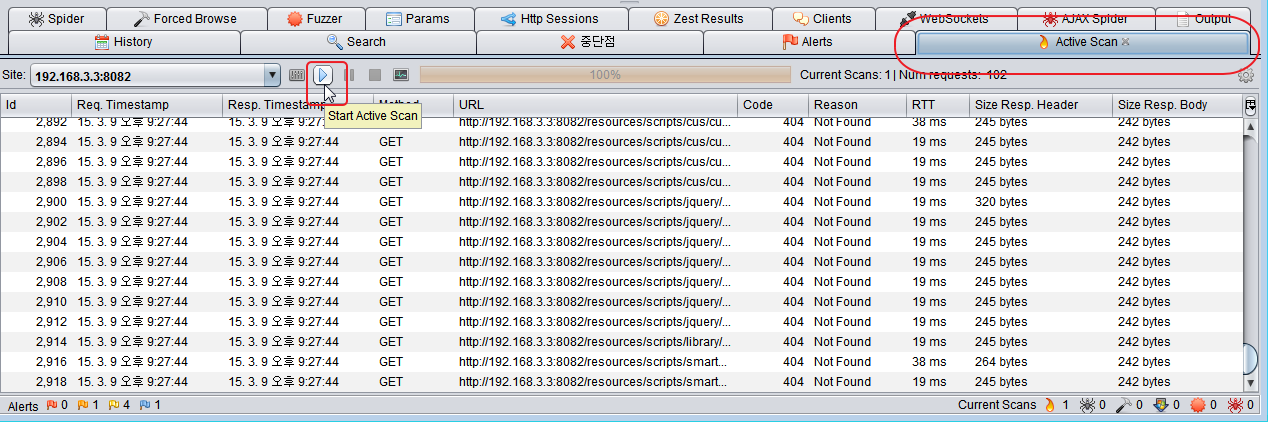 Spider Forced Browse Fuzzer Params Http Sessions Zest Results Clients WebSockets AJAX Spider Output
History Search 중단점 Alerts Active Scan
Site: 192.168.3.3:8082 100% Current Scans: 1 Num requests: 102
Start Active Scan
Id Req. Timestamp Resp. Timestamp Method URL Code Reason RTT Size Resp. Header Size Resp. Body
2,892 15. 3. 9 오후 9:27:44 15. 3. 9 오후 9:27:44 GET http://192.168.3.3:8082/resources/scripts/cus/cu... 404 Not Found 38 ms 245 bytes 242 bytes
2,894 15. 3. 9 오후 9:27:44 15. 3. 9 오후 9:27:44 GET http://192.168.3.3:8082/resources/scripts/cus/cu... 404 Not Found 19 ms 245 bytes 242 bytes
2,896 15. 3. 9 오후 9:27:44 15. 3. 9 오후 9:27:44 GET http://192.168.3.3:8082/resources/scripts/cus/cu... 404 Not Found 19 ms 245 bytes 242 bytes
2,898 15. 3. 9 오후 9:27:44 15. 3. 9 오후 9:27:44 GET http://192.168.3.3:8082/resources/scripts/cus/cu... 404 Not Found 19 ms 245 bytes 242 bytes
2,900 15. 3. 9 오후 9:27:44 15. 3. 9 오후 9:27:44 GET http://192.168.3.3:8082/resources/scripts/jquery/... 404 Not Found 19 ms 320 bytes 242 bytes
2,902 15. 3. 9 오후 9:27:44 15. 3. 9 오후 9:27:44 GET http://192.168.3.3:8082/resources/scripts/jquery/... 404 Not Found 19 ms 245 bytes 242 bytes
2,904 15. 3. 9 오후 9:27:44 15. 3. 9 오후 9:27:44 GET http://192.168.3.3:8082/resources/scripts/jquery/... 404 Not Found 19 ms 245 bytes 242 bytes
2,906 15. 3. 9 오후 9:27:44 15. 3. 9 오후 9:27:44 GET http://192.168.3.3:8082/resources/scripts/jquery/... 404 Not Found 19 ms 245 bytes 242 bytes
2,908 15. 3. 9 오후 9:27:44 15. 3. 9 오후 9:27:44 GET http://192.168.3.3:8082/resources/scripts/jquery/... 404 Not Found 19 ms 245 bytes 242 bytes
2,910 15. 3. 9 오후 9:27:44 15. 3. 9 오후 9:27:44 GET http://192.168.3.3:8082/resources/scripts/jquery/... 404 Not Found 19 ms 245 bytes 242 bytes
2,912 15. 3. 9 오후 9:27:44 15. 3. 9 오후 9:27:44 GET http://192.168.3.3:8082/resources/scripts/jquery/... 404 Not Found 19 ms 245 bytes 242 bytes
2,914 15. 3. 9 오후 9:27:44 15. 3. 9 오후 9:27:44 GET http://192.168.3.3:8082/resources/scripts/library/... 404 Not Found 19 ms 245 bytes 242 bytes
2,916 15. 3. 9 오후 9:27:44 15. 3. 9 오후 9:27:44 GET http://192.168.3.3:8082/resources/scripts/smart... 404 Not Found 38 ms 264 bytes 242 bytes
2,918 15. 3. 9 오후 9:27:44 15. 3. 9 오후 9:27:44 GET http://192.168.3.3:8082/resources/scripts/smart... 404 Not Found 19 ms 245 bytes 242 bytes
Alerts 0 1 4 1 Current Scans 1 0 0 0 0 0